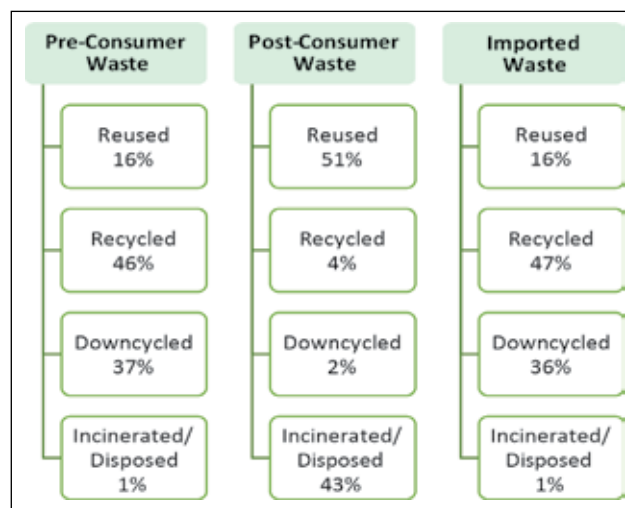 Pre-Consumer
Waste
Reused
16%
Recycled
46%
Downcycled
37%
Incinerated/
Disposed
1%
Post-Consumer
Waste
Reused
51%
Recycled
4%
Downcycled
2%
Incinerated/
Disposed
43%
Imported
Waste
Reused
16%
Recycled
47%
Downcycled
36%
Incinerated/
Disposed
1%